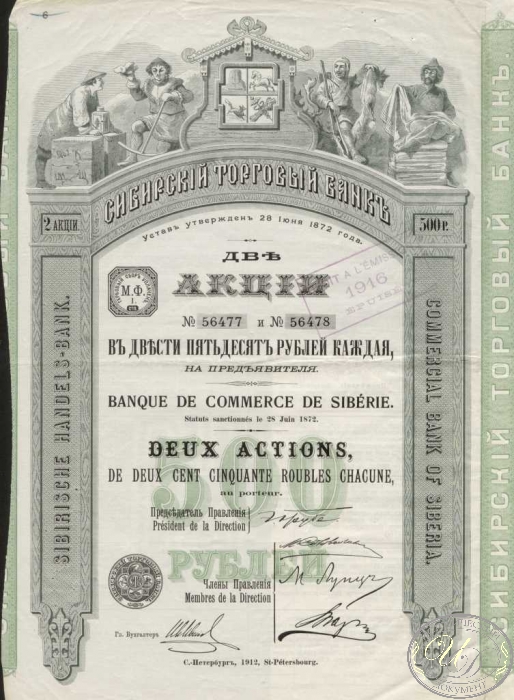 6
СИБИРСКІЙ ТОРГОВЫЙ БАНКЪ
Уставъ утвержденъ 28 Іюня 1872 года.
2 АКЦІИ
500 Р.
ДВѢ
АКЦІИ
М.Ф.
I.
1916
№ 56477 и № 56478
ВЪ ДВѢСТИ ПЯТЬДЕСЯТЪ РУБЛЕЙ КАЖДАЯ,
НА ПРЕДЪЯВИТЕЛЯ.
BANQUE DE COMMERCE DE SIBÉRIE.
Statuts sanctionnés le 28 Juin 1872.
DEUX ACTIONS,
DE DEUX CENT CINQUANTE ROUBLES CHACUNE,
au porteur.
500
РУБЛЕЙ
Предсѣдатель Правленія
Président de la Direction
Члены Правленія
Membres de la Direction
Гл. Бухгалтеръ
С.-Петербургъ, 1912, St-Pétersbourg.
SIBIRISCHE HANDELS-BANK.
COMMERCIAL BANK OF SIBERIA.
СИБИРСКІЙ ТОРГОВЫЙ БАНКЪ.
ДОКУМЕНТ